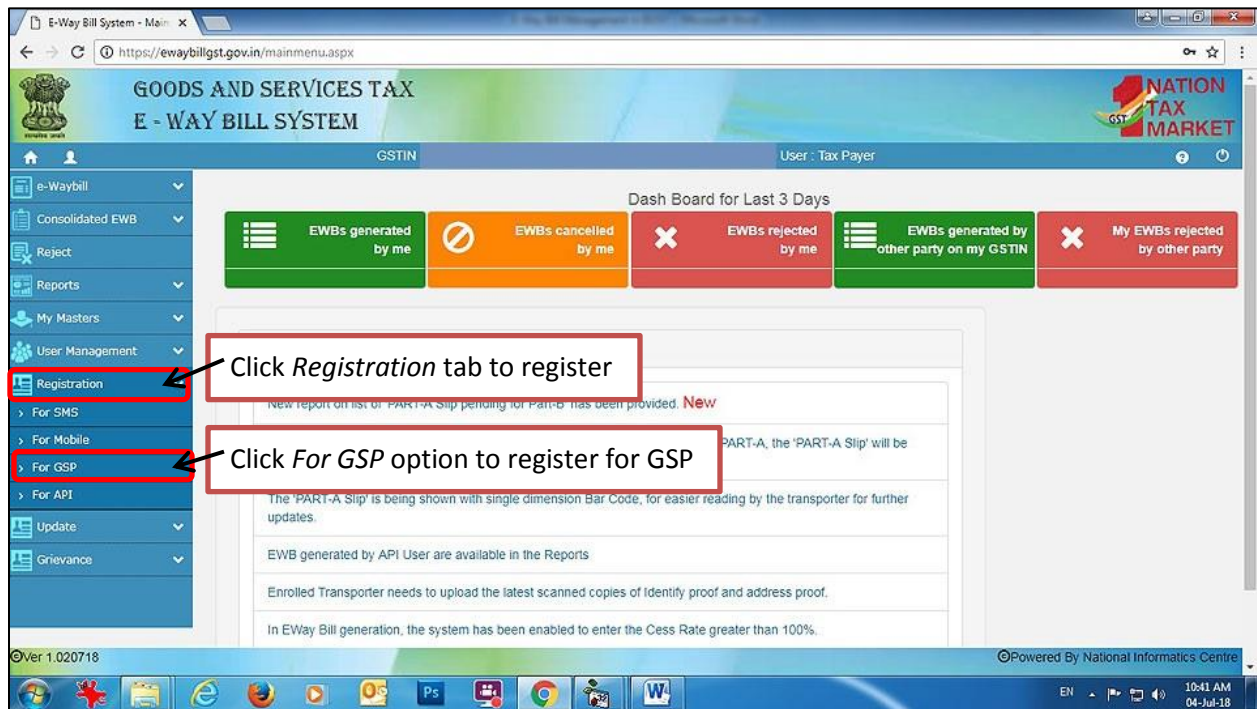 E-Way Bill System - Main
https://ewaybillgst.gov.in/mainmenu.aspx
GOODS AND SERVICES TAX
E - WAY BILL SYSTEM
NATION
GST TAX
MARKET
GSTIN User : Tax Payer
e-Waybill
Consolidated EWB
Reject
Reports
My Masters
User Management
Registration
For SMS
For Mobile
For GSP
For API
Update
Grievance
Dash Board for Last 3 Days
EWBs generated
by me
EWBs cancelled
by me
EWBs rejected
by me
EWBs generated by
other party on my GSTIN
My EWBs rejected
by other party
Click Registration tab to register
New report on list of 'PART-A Slip pending for Part-B' has been provided. New
PART-A, the 'PART-A Slip' will be
Click For GSP option to register for GSP
The 'PART-A Slip' is being shown with single dimension Bar Code, for easier reading by the transporter for further
updates.
EWB generated by API User are available in the Reports
Enrolled Transporter needs to upload the latest scanned copies of Identify proof and address proof.
In EWay Bill generation, the system has been enabled to enter the Cess Rate greater than 100%.
©Ver 1.020718 ©Powered By National Informatics Centre
Ps
W
EN
10:41 AM
04-Jul-18